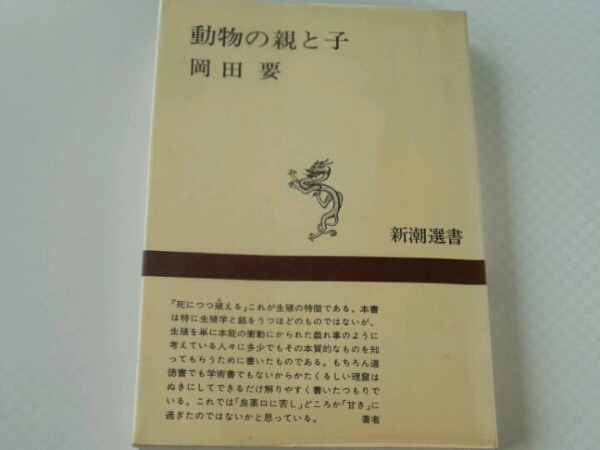 動物の親と子
岡田 要
新潮選書
「死につつ殖える」これが生殖の特徴である。本書
は特に生殖学と銘をうつほどのものではないが、
生殖を単に本能の衝動にかられた戯れ事のように
考えている人々に多少でもその本質的なものを知
ってもらうために書いたものである。もちろん道
徳書でも学術書でもないからかたくるしい理窟は
ぬきにしてできるだけ解りやすく書いたつもりで
いる。これでは「良薬口に苦し」どころか「甘き」に
過ぎたのではないかと思っている。 著者